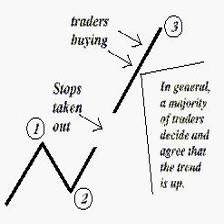 traders
buying
3
Stops
taken
out
1
2
In general,
a majority
of traders
decide and
agree that
the trend
is up.